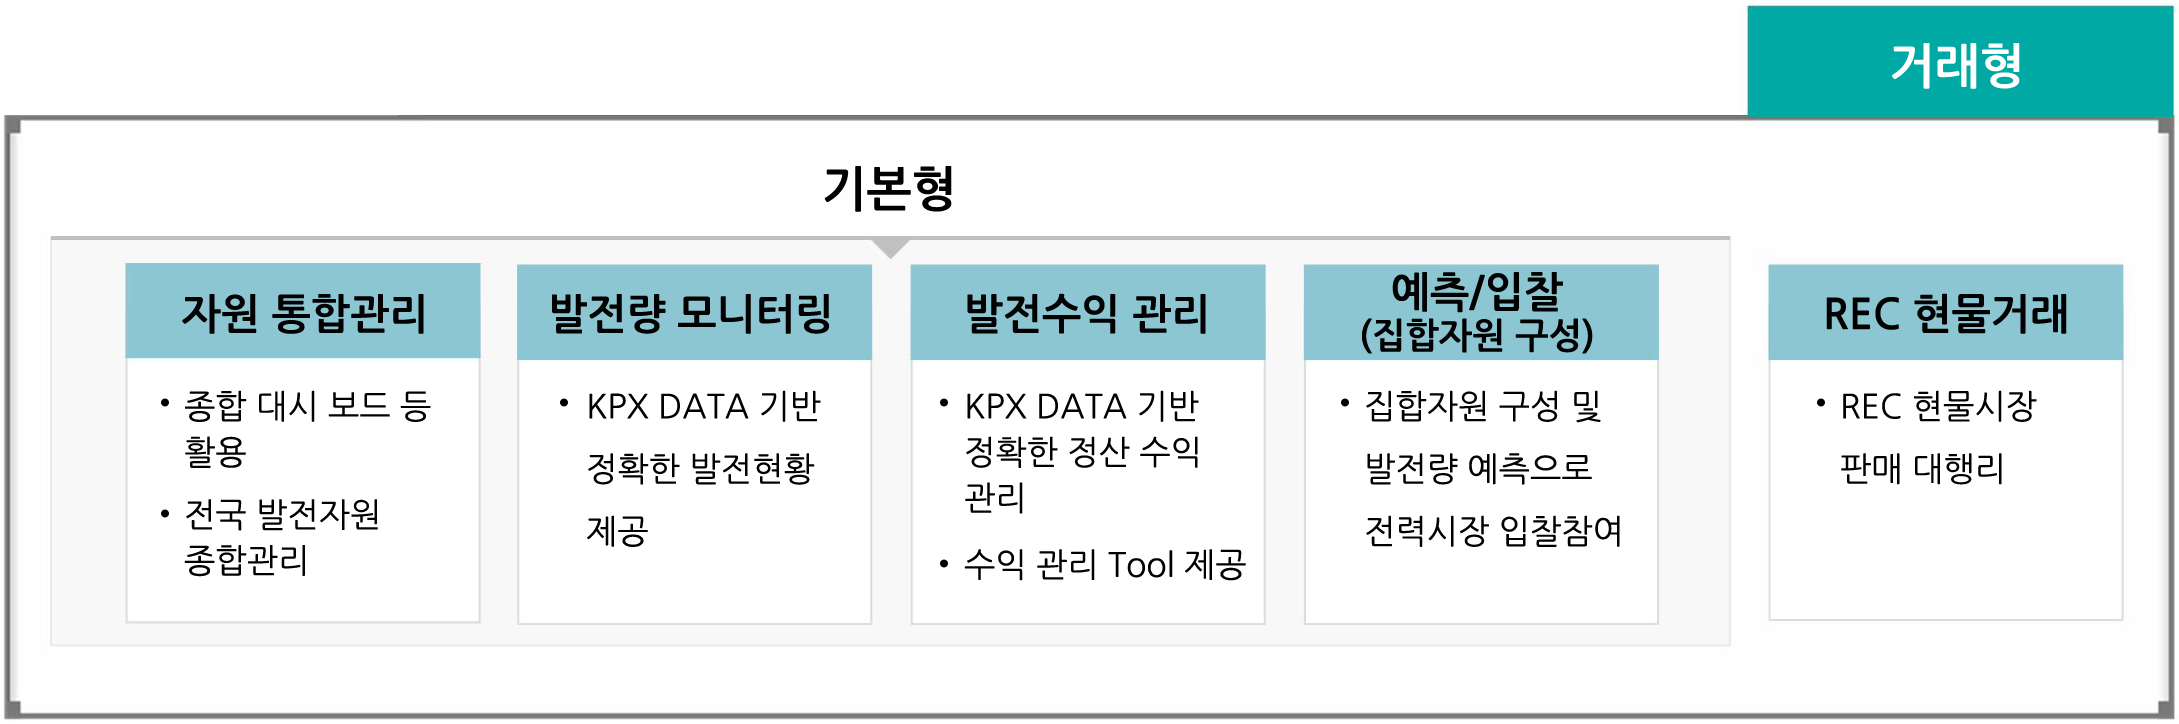 거래형
기본형
자원 통합관리
• 종합 대시 보드 등
활용
• 전국 발전자원
종합관리
발전량 모니터링
• KPX DATA 기반
정확한 발전현황
제공
발전수익 관리
• KPX DATA 기반
정확한 정산 수익
관리
• 수익 관리 Tool 제공
예측/입찰
(집합자원 구성)
• 집합자원 구성 및
발전량 예측으로
전력시장 입찰참여
REC 현물거래
• REC 현물시장
판매 대행리